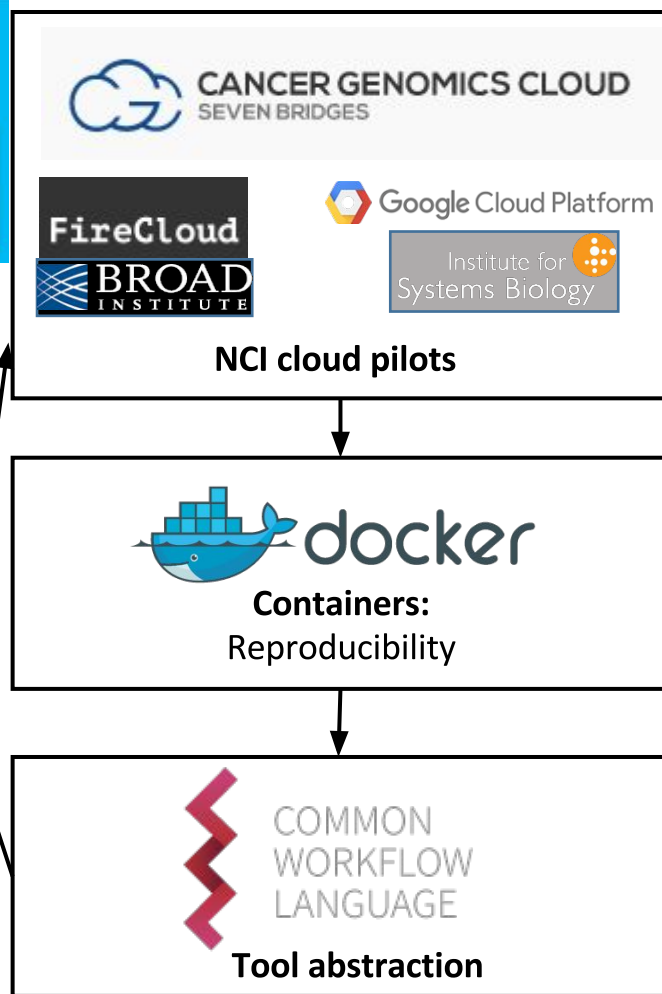 CANCER GENOMICS CLOUD
SEVEN BRIDGES
FireCloud
BROAD
INSTITUTE
Google Cloud Platform
Institute for
Systems Biology
NCI cloud pilots
docker
Containers:
Reproducibility
COMMON
WORKFLOW
LANGUAGE
Tool abstraction